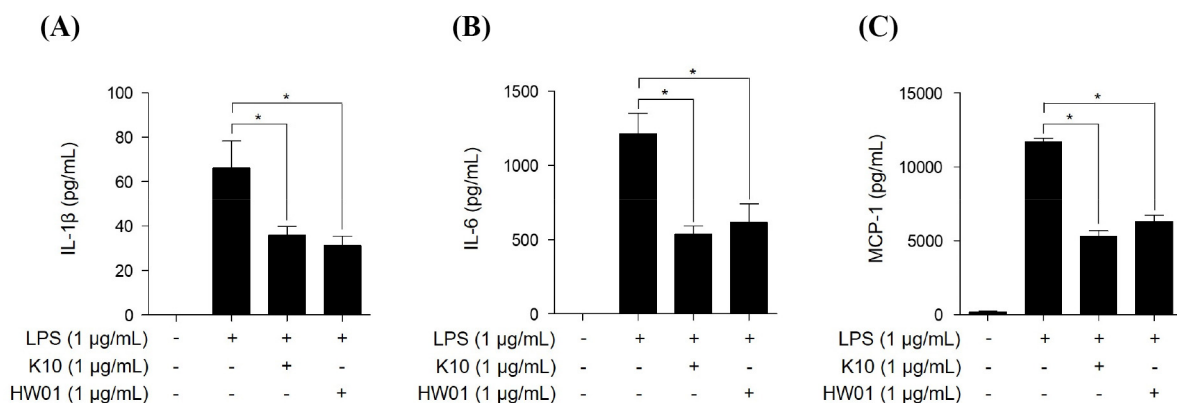 (A)
(B)
(C)
100
80
60
40
20
0
IL-1β (pg/mL)
*
*
1500
1000
500
0
IL-6 (pg/mL)
*
*
15000
10000
5000
0
MCP-1 (pg/mL)
*
*
LPS (1 µg/mL) - + + +
K10 (1 µg/mL) - - + -
HW01 (1 µg/mL) - - - +
LPS (1 µg/mL) - + + +
K10 (1 µg/mL) - - + -
HW01 (1 µg/mL) - - - +
LPS (1 µg/mL) - + + +
K10 (1 µg/mL) - - + -
HW01 (1 µg/mL) - - - +